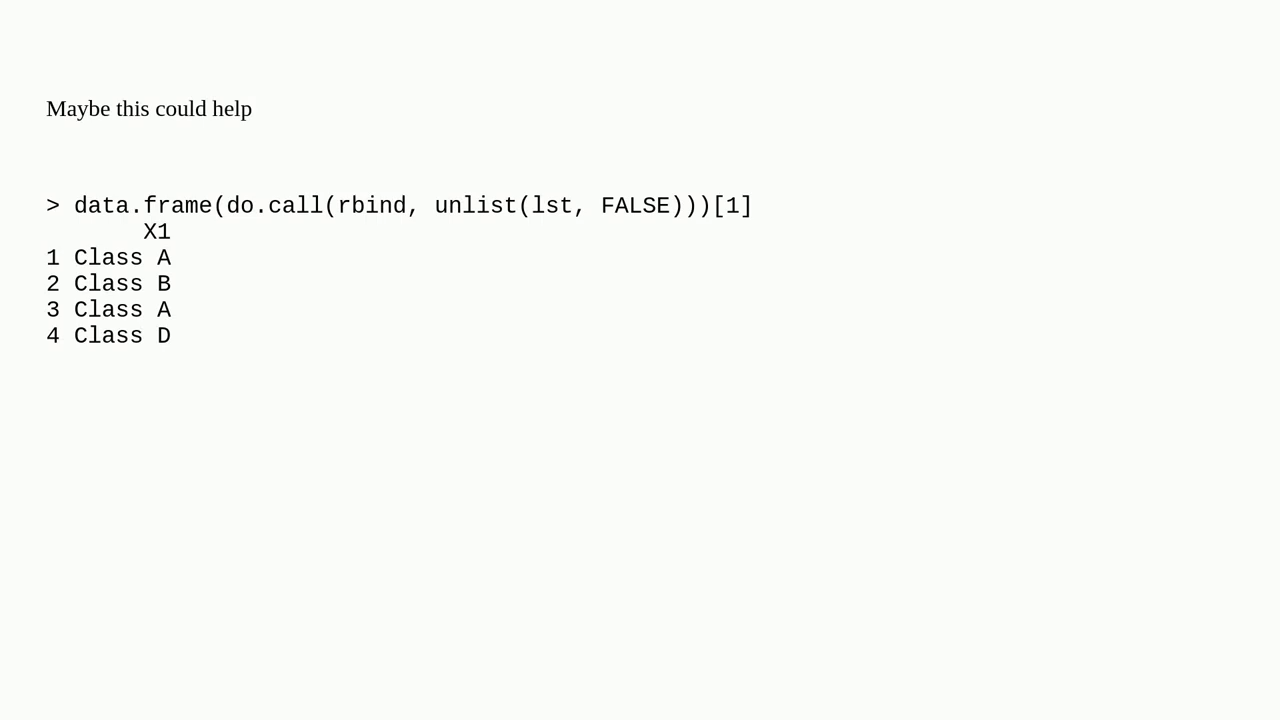 Maybe this could help
> data.frame(do.call(rbind, unlist(lst, FALSE)))[1]
       X1
1 Class A
2 Class B
3 Class A
4 Class D